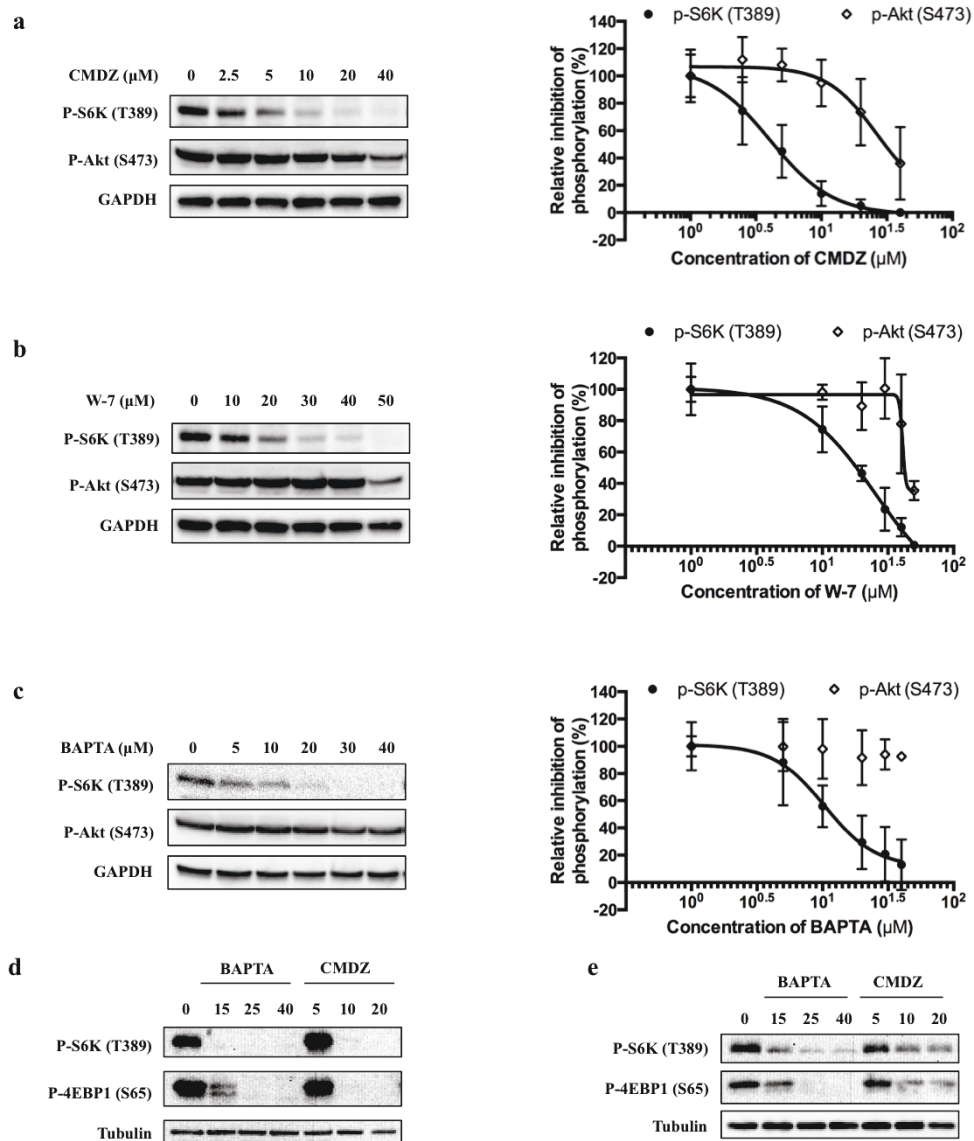 a
CMDZ (µM) 0 2.5 5 10 20 40
P-S6K (T389)
P-Akt (S473)
GAPDH
p-S6K (T389) p-Akt (S473)
Relative inhibition of
phosphorylation (%)
140
120
100
80
60
40
20
0
-20
10^0 10^0.5 10^1 10^1.5 10^2
Concentration of CMDZ (µM)
b
W-7 (µM) 0 10 20 30 40 50
P-S6K (T389)
P-Akt (S473)
GAPDH
p-S6K (T389) p-Akt (S473)
Relative inhibition of
phosphorylation (%)
120
100
80
60
40
20
0
-20
10^0 10^0.5 10^1 10^1.5 10^2
Concentration of W-7 (µM)
c
BAPTA (µM) 0 5 10 20 30 40
P-S6K (T389)
P-Akt (S473)
GAPDH
p-S6K (T389) p-Akt (S473)
Relative inhibition of
phosphorylation (%)
140
120
100
80
60
40
20
0
-20
10^0 10^0.5 10^1 10^1.5 10^2
Concentration of BAPTA (µM)
d
BAPTA CMDZ
0 15 25 40 5 10 20
P-S6K (T389)
P-4EBP1 (S65)
Tubulin
e
BAPTA CMDZ
0 15 25 40 5 10 20
P-S6K (T389)
P-4EBP1 (S65)
Tubulin